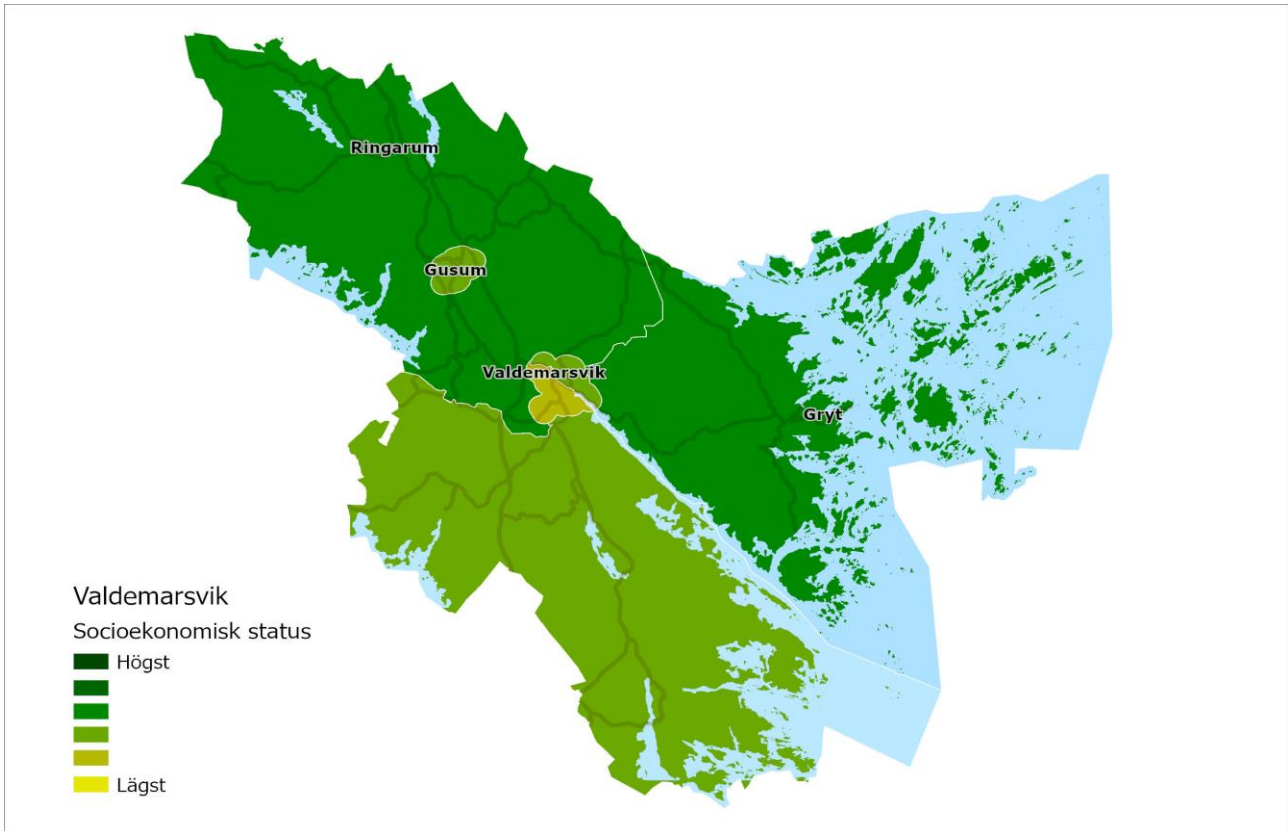 Ringarum
Gusum
Valdemarsvik
Gryt
Valdemarsvik
Socioekonomisk status
Högst
Lägst